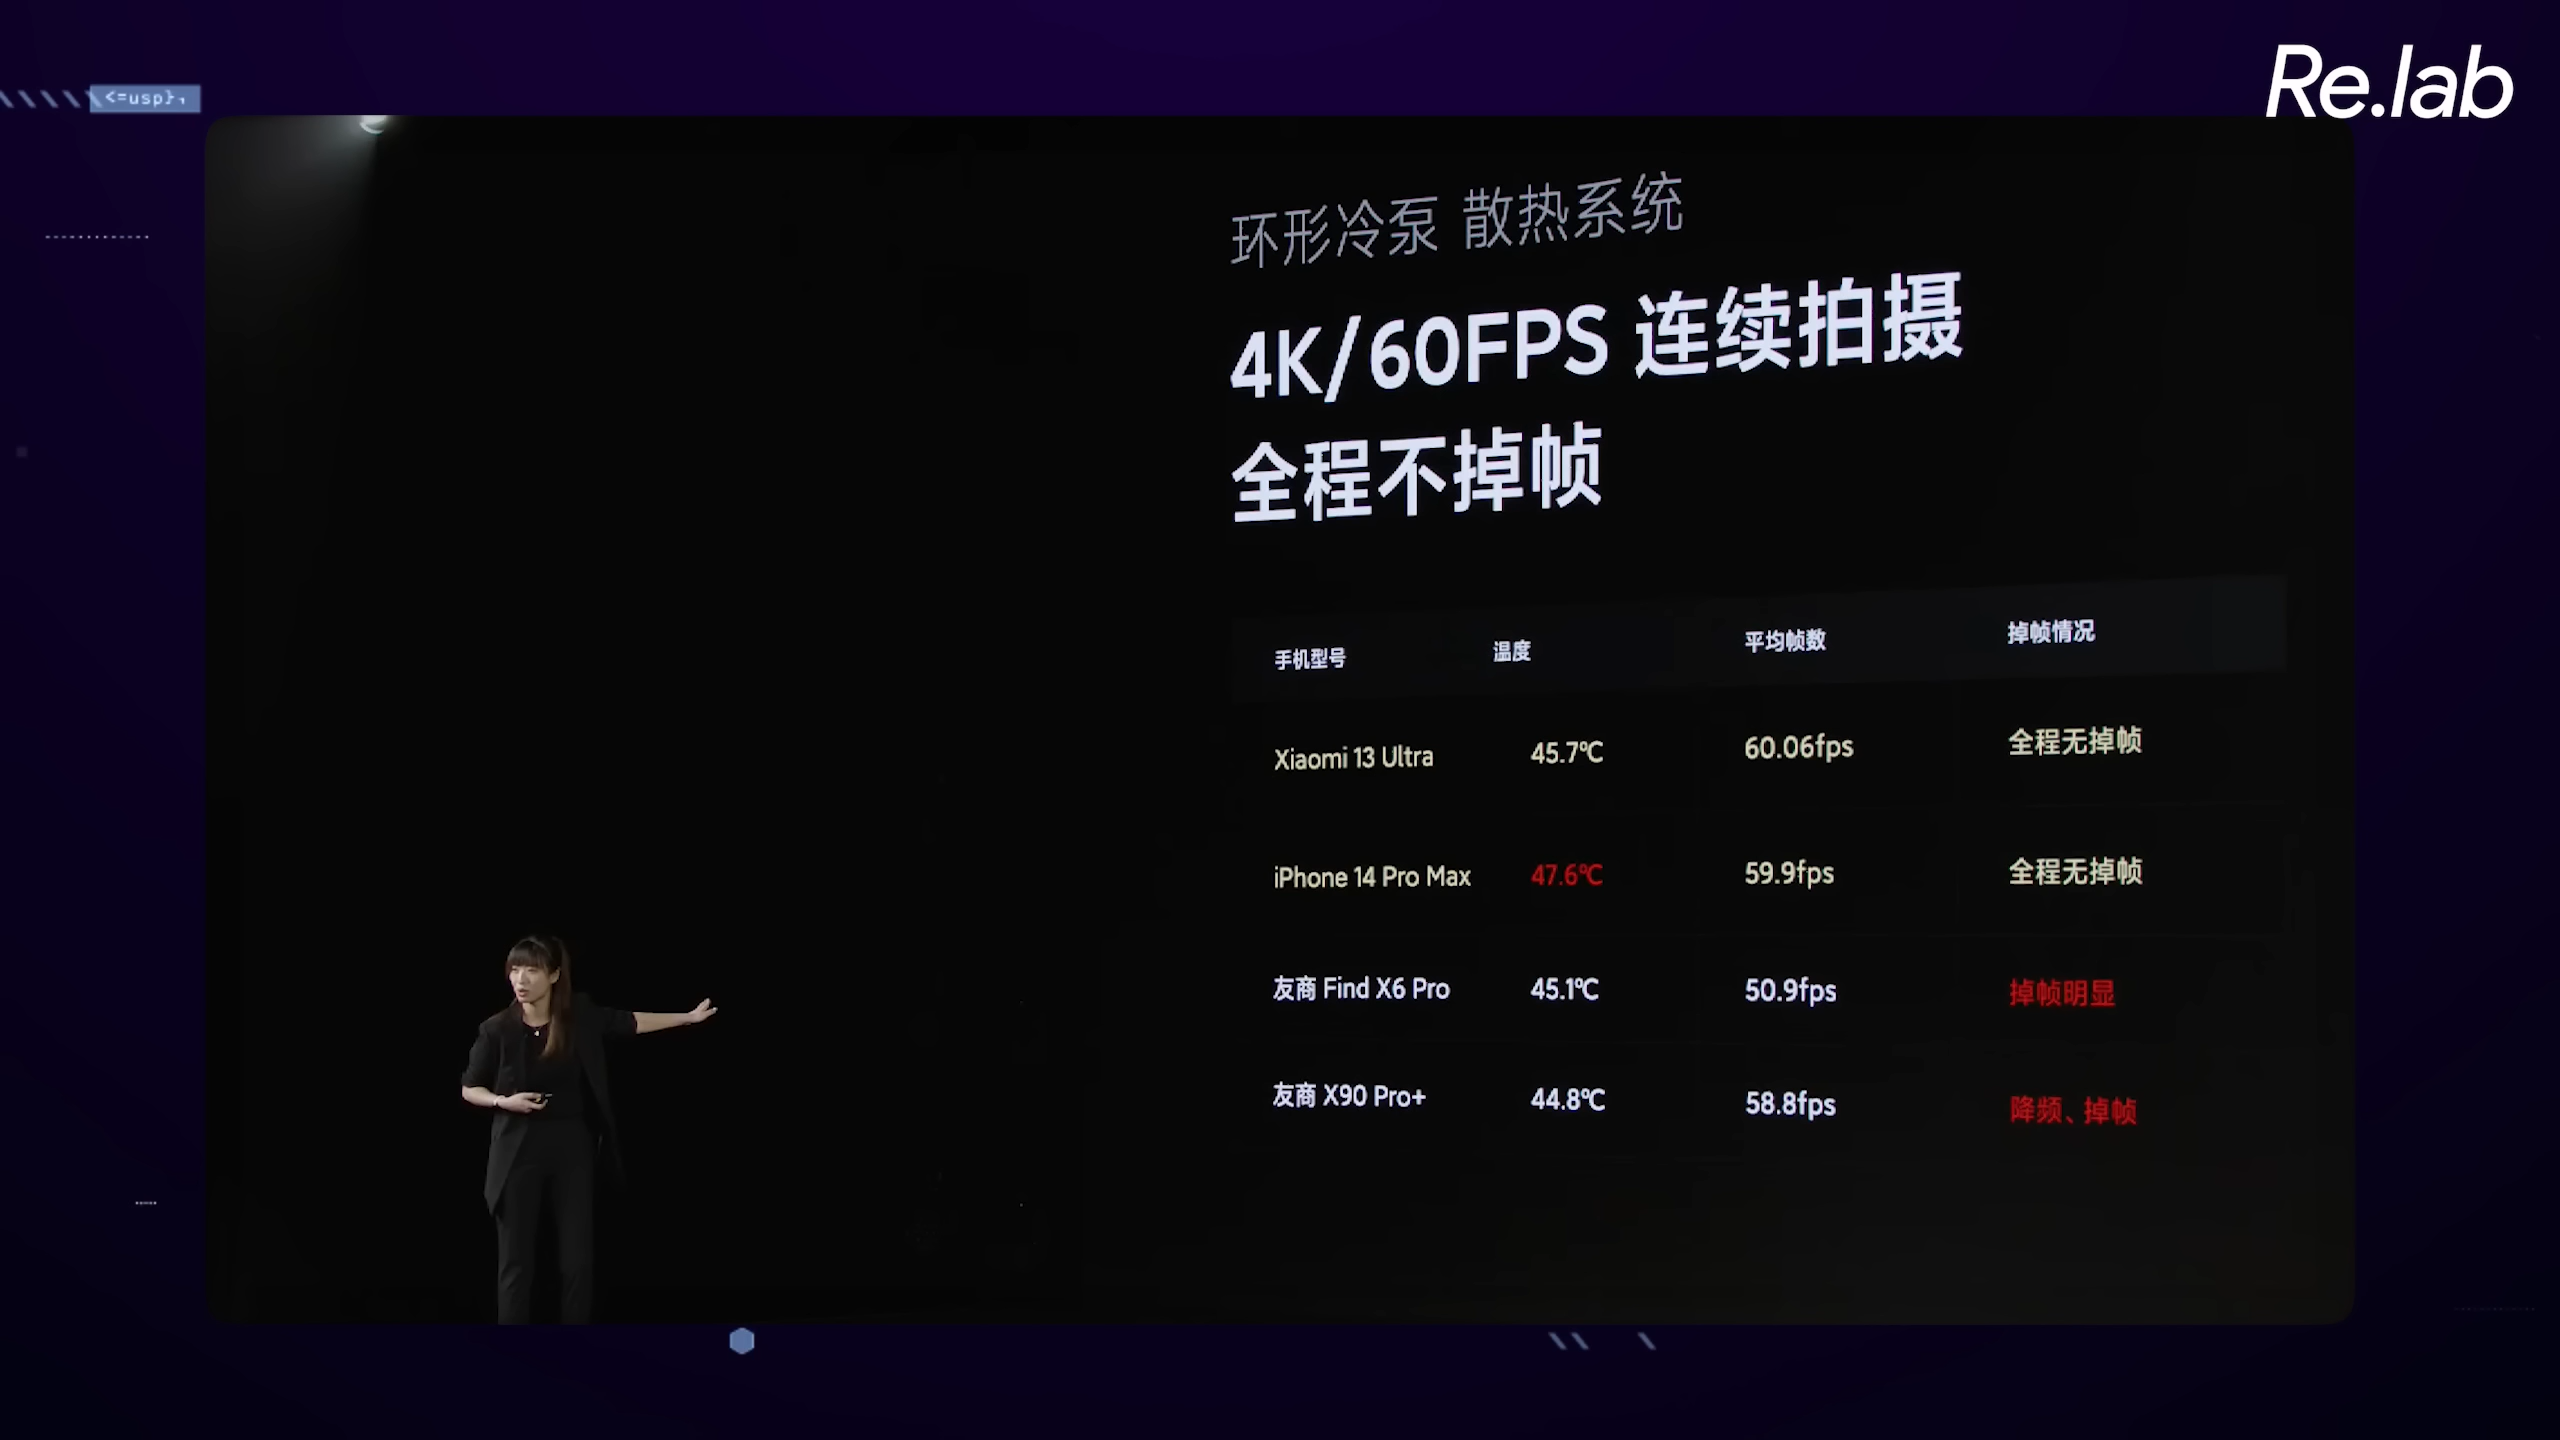 <=usp},
Re.lab
环形冷泵 散热系统
4K/60FPS 连续拍摄
全程不掉帧
手机型号 温度 平均帧数 掉帧情况
Xiaomi 13 Ultra 45.7℃ 60.06fps 全程无掉帧
iPhone 14 Pro Max 47.6℃ 59.9fps 全程无掉帧
友商 Find X6 Pro 45.1℃ 50.9fps 掉帧明显
友商 X90 Pro+ 44.8℃ 58.8fps 降频、掉帧